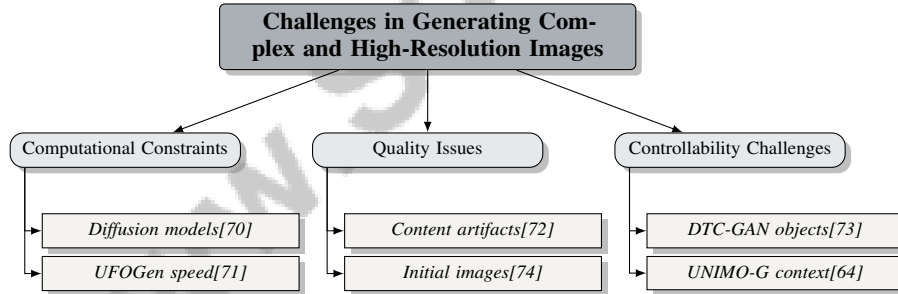 Challenges in Generating Com-
plex and High-Resolution Images
Computational Constraints
Quality Issues
Controllability Challenges
Diffusion models[70]
Content artifacts[72]
DTC-GAN objects[73]
UFOGen speed[71]
Initial images[74]
UNIMO-G context[64]